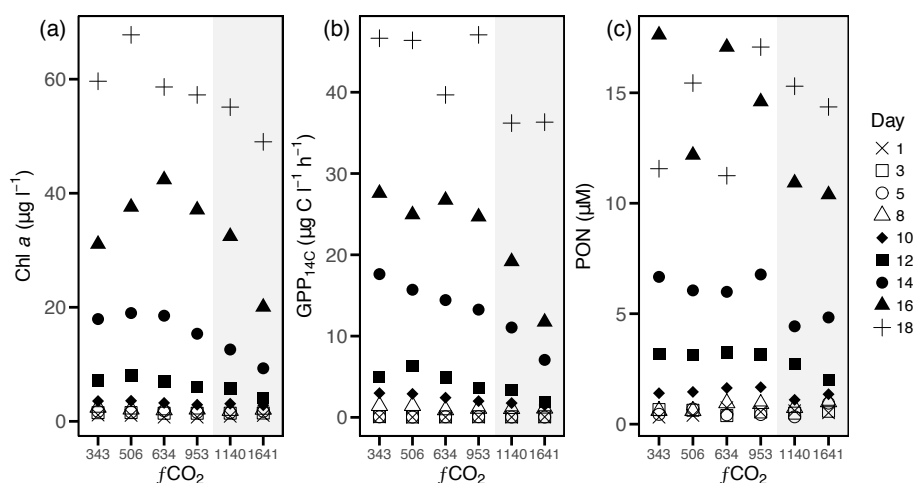 (a)
Chl a (µg l⁻¹)
60
40
20
0
343 506 634 953 1140 1641
fCO₂
(b)
GPP₁₄C (µg C l⁻¹ h⁻¹)
40
30
20
10
0
343 506 634 953 1140 1641
fCO₂
(c)
PON (µM)
15
10
5
0
343 506 634 953 1140 1641
fCO₂
Day
1
3
5
8
10
12
14
16
18